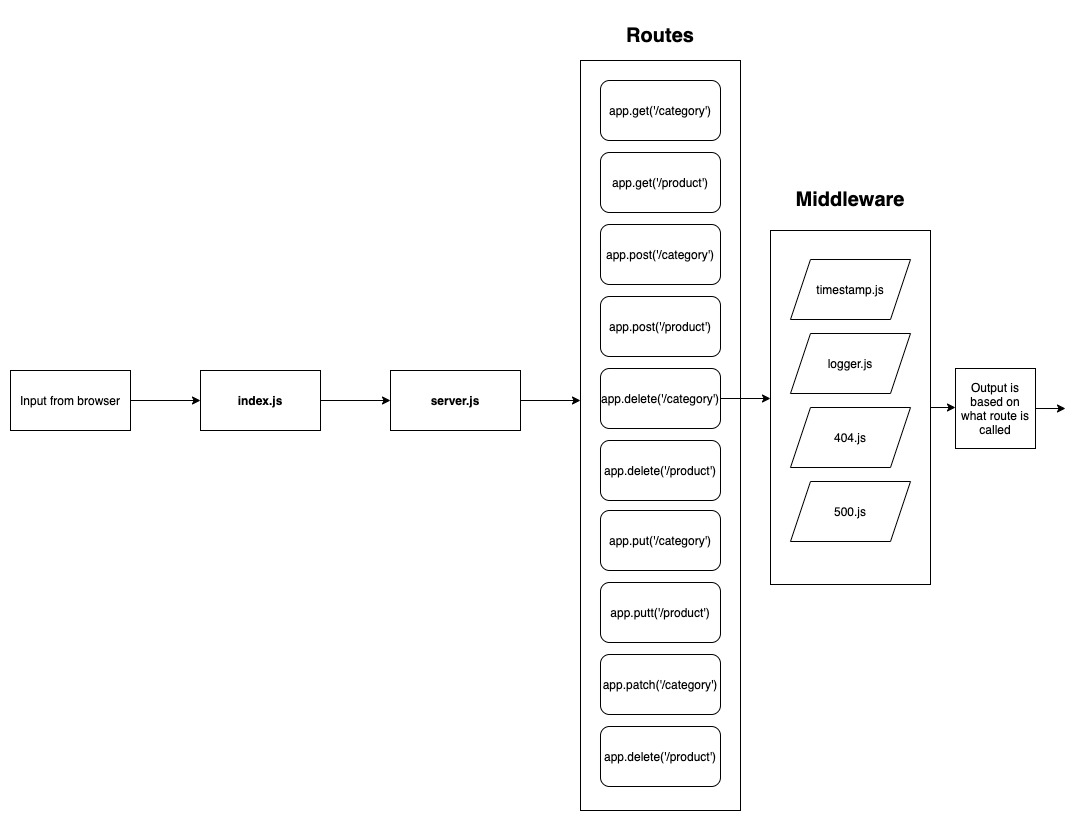 Routes
app.get('/category')
app.get('/product')
app.post('/category')
app.post('/product')
app.delete('/category')
app.delete('/product')
app.put('/category')
app.putt('/product')
app.patch('/category')
app.delete('/product')
Middleware
timestamp.js
logger.js
404.js
500.js
Input from browser
index.js
server.js
Output is
based on
what route is
called